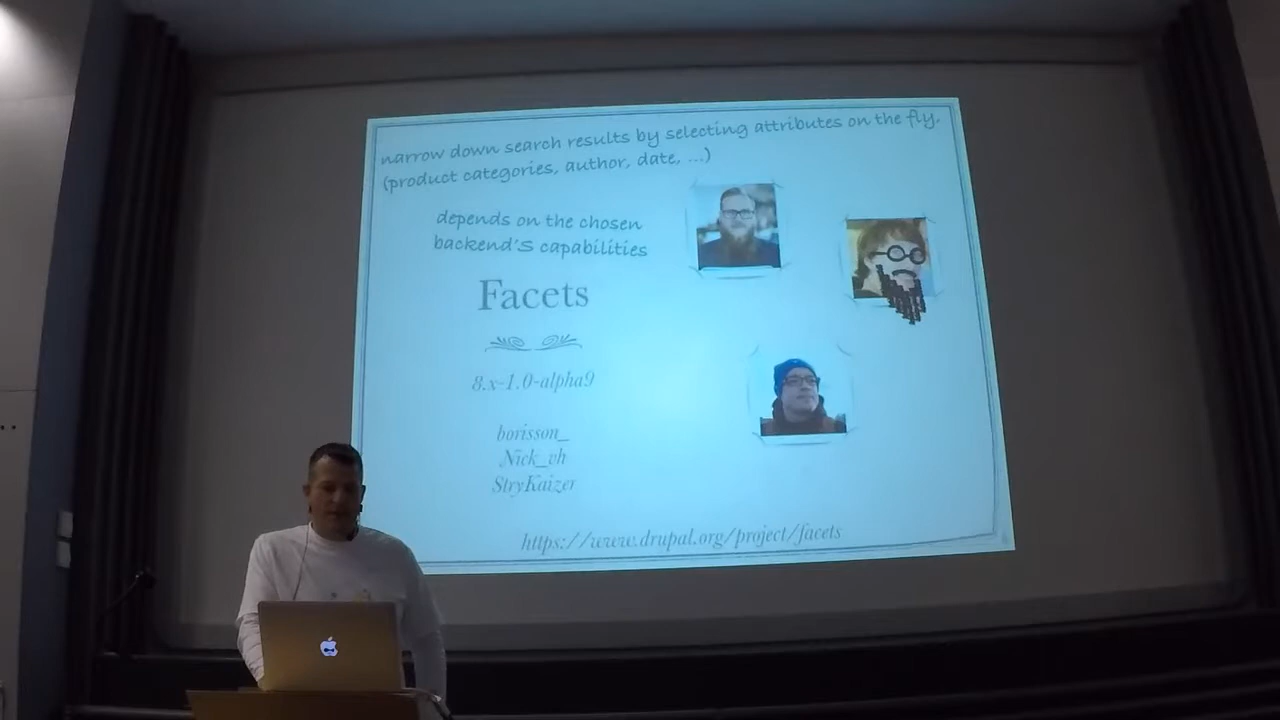 narrow down search results by selecting attributes on the fly.
(product categories, author, date, ...)
depends on the chosen
backend's capabilities
Facets
8.x-1.0-alpha9
borisson_
Nick_vh
StryKaizer
https://www.drupal.org/project/facets